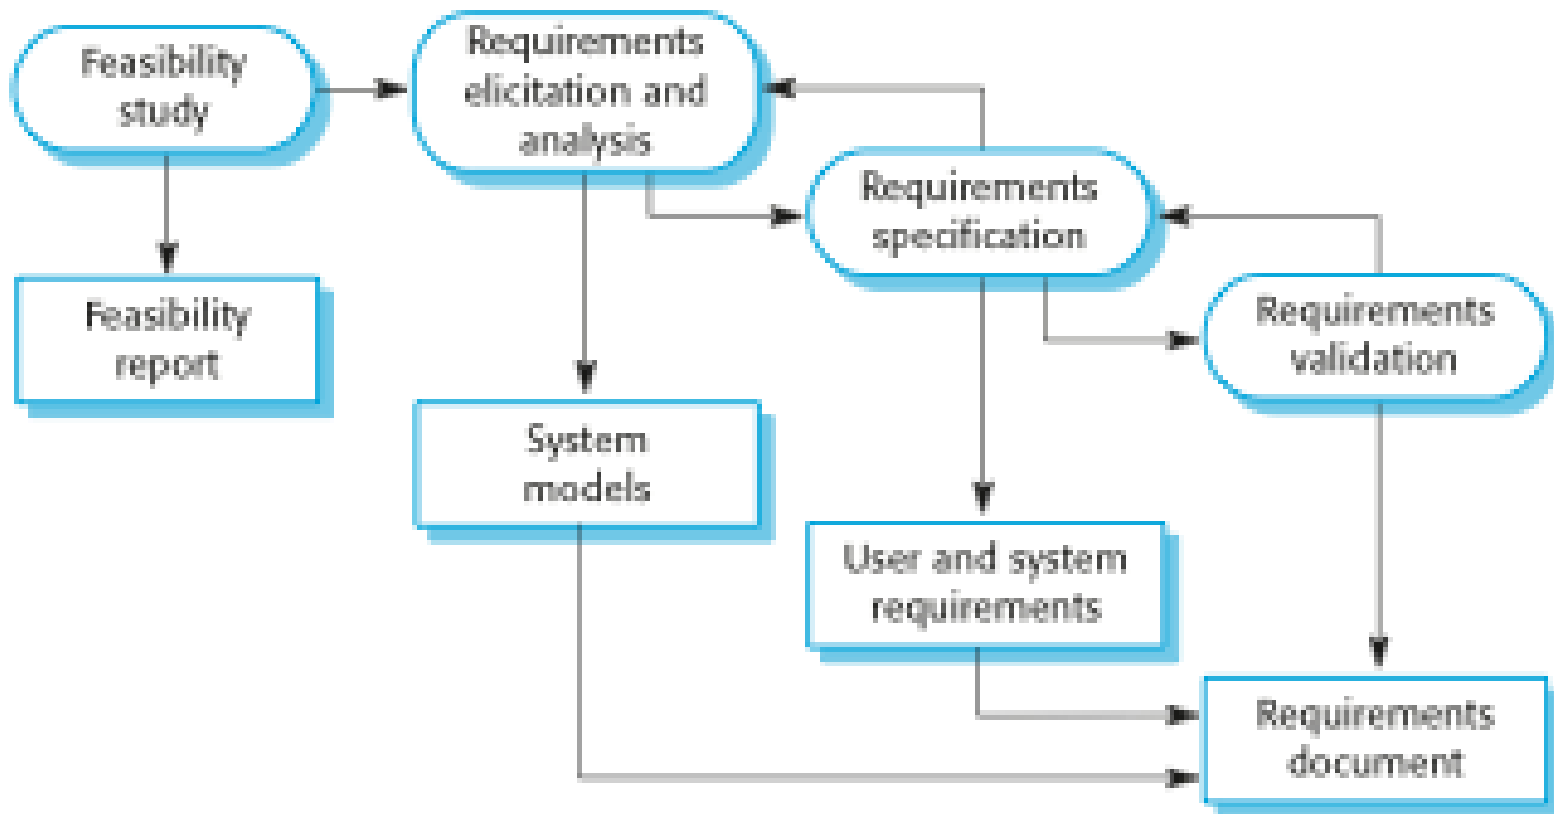 Feasibility
study
Requirements
elicitation and
analysis
Requirements
specification
Requirements
validation
Feasibility
report
System
models
User and system
requirements
Requirements
document